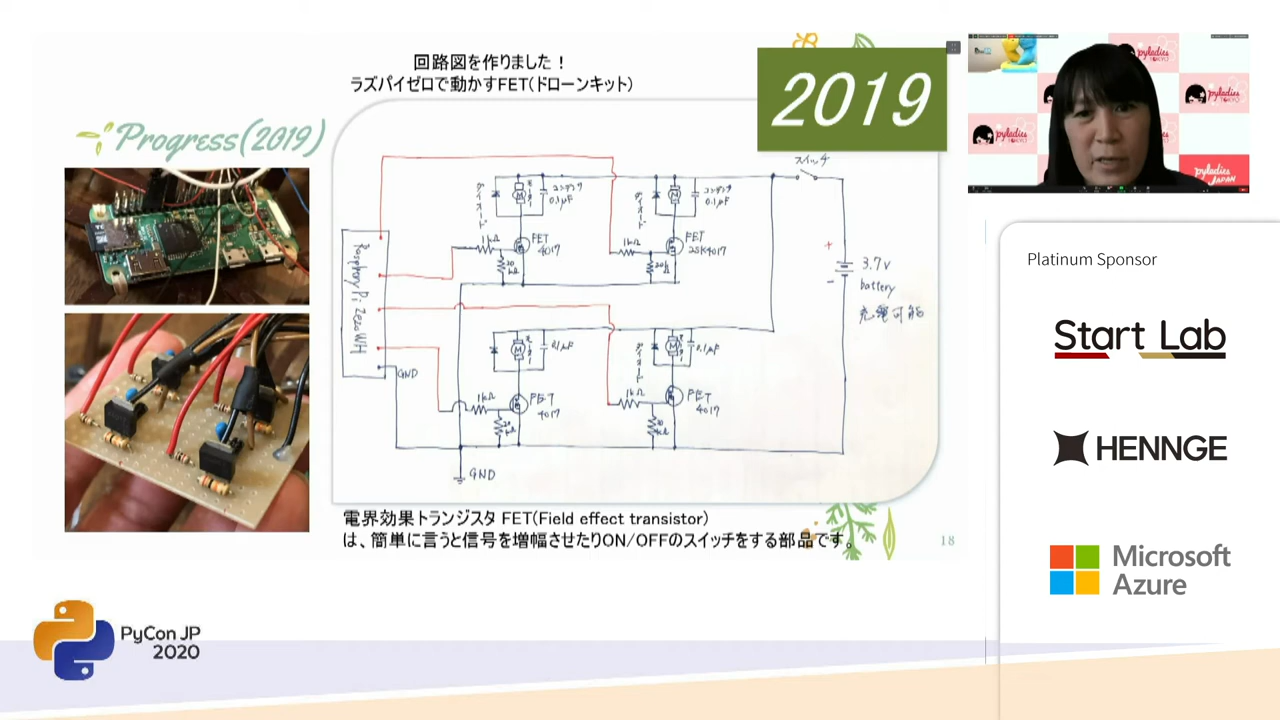 回路図を作りました！
ラズパイゼロで動かすFET(ドローンキット)
2019
Progress(2019)
スイッチ
ダイオード
コンデンサ
0.1μF
ダイオード
コンデンサ
0.1μF
1kΩ
FET
4017
1kΩ
FET
2SK4017
Raspberry Pi Zero WH
+
3.7v
battery
-
充電可能
0.1μF
ダイオード
0.1μF
GND
1kΩ
FET
4017
1kΩ
FET
4017
GND
電界効果トランジスタ FET(Field effect transistor)
は、簡単に言うと信号を増幅させたりON/OFFのスイッチをする部品です。
18
pyladies
TOKYO
pyladies
TOKYO
pyladies
TOKYO
pyladies
JAPAN
Platinum Sponsor
Start Lab
HENNGE
Microsoft
Azure
PyCon JP
2020